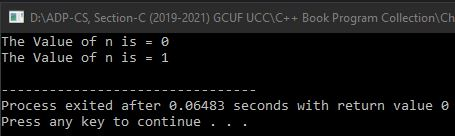 D:\ADP-CS, Section-C (2019-2021) GCUF UCC\C++ Book Program Collection\Ch
The Value of n is = 0
The Value of n is = 1
--------------------------------
Process exited after 0.06483 seconds with return value 0
Press any key to continue . . .